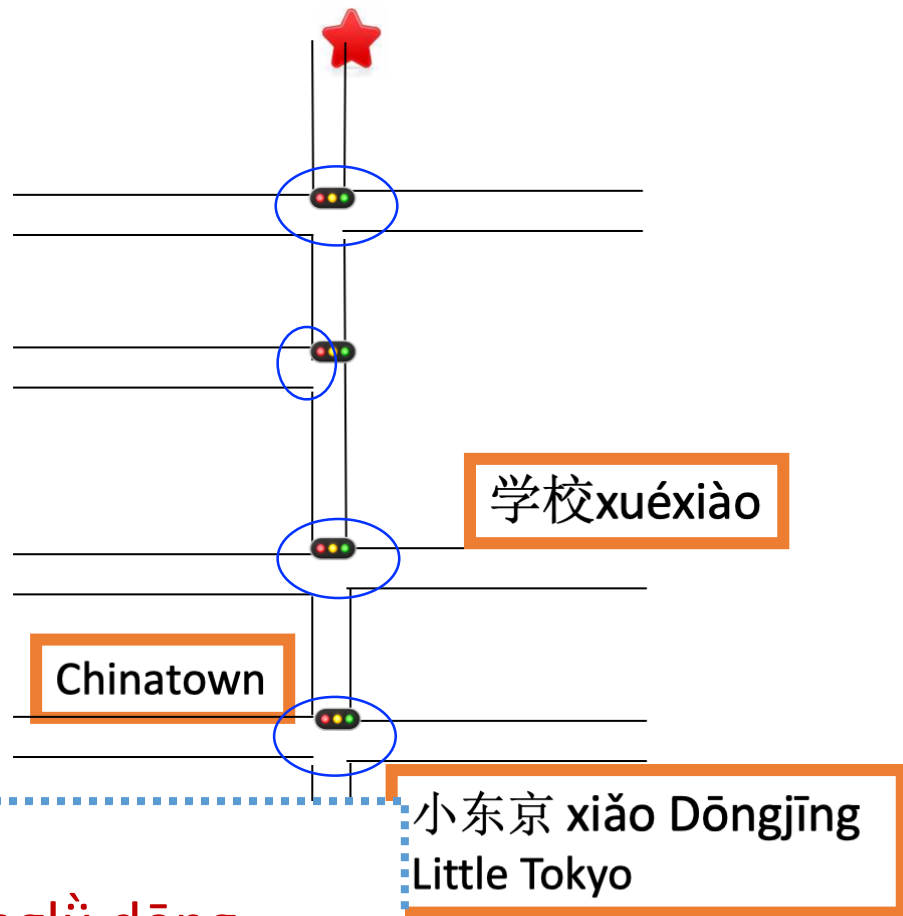 学校xuéxiào
Chinatown
小东京 xiǎo Dōngjīng
Little Tokyo